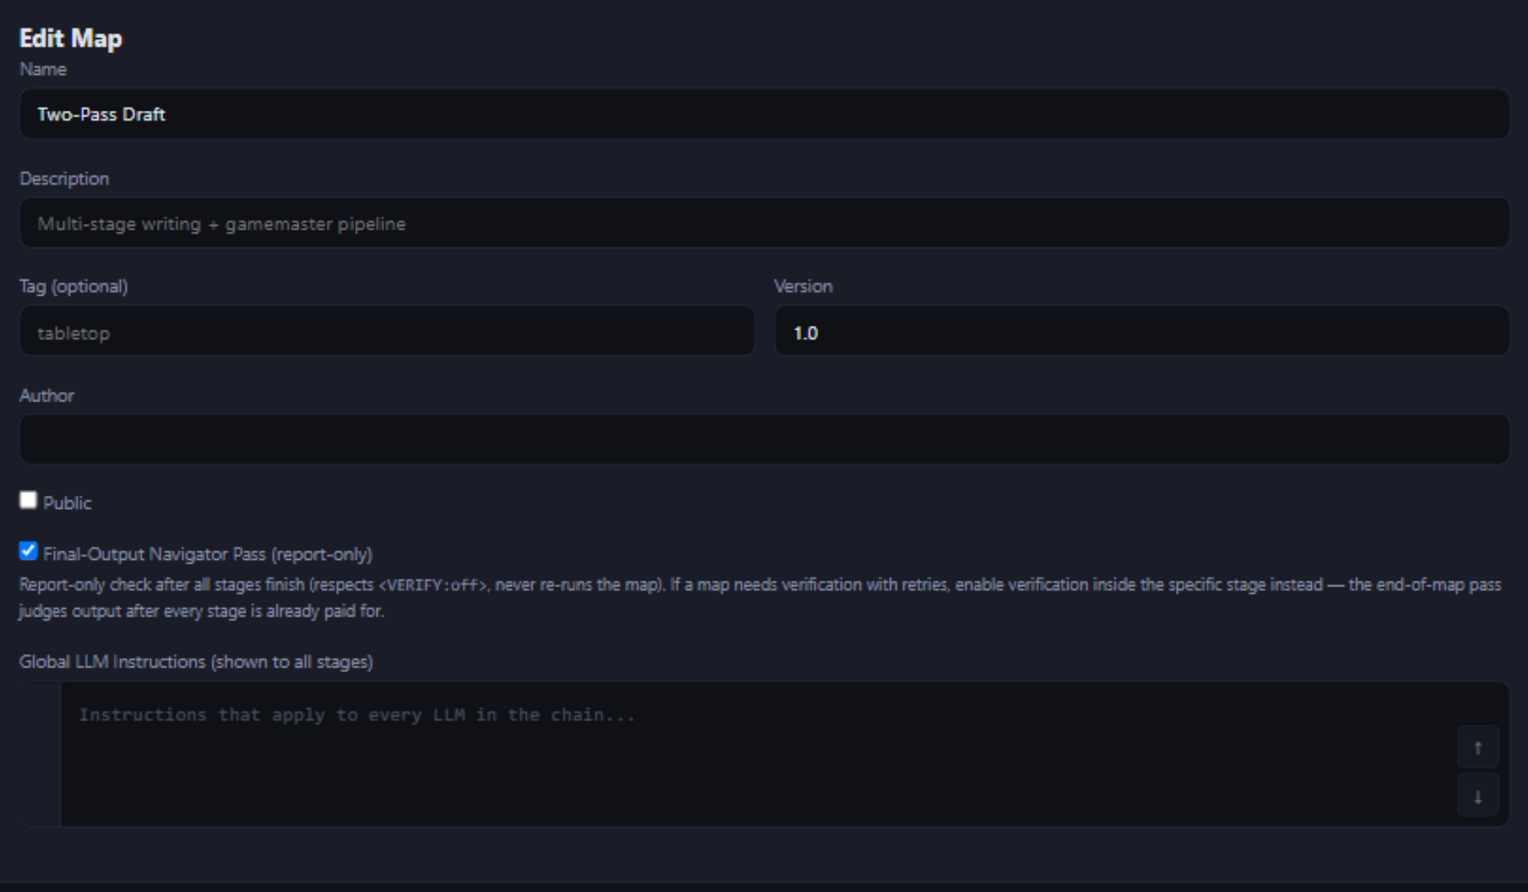 Edit Map
Name
Two-Pass Draft
Description
Multi-stage writing + gamemaster pipeline
Tag (optional)
Version
tabletop
1.0
Author
Public
Final-Output Navigator Pass (report-only)
Report-only check after all stages finish (respects <VERIFY:off>, never re-runs the map). If a map needs verification with retries, enable verification inside the specific stage instead — the end-of-map pass
judges output after every stage is already paid for.
Global LLM Instructions (shown to all stages)
Instructions that apply to every LLM in the chain...
↑
↓